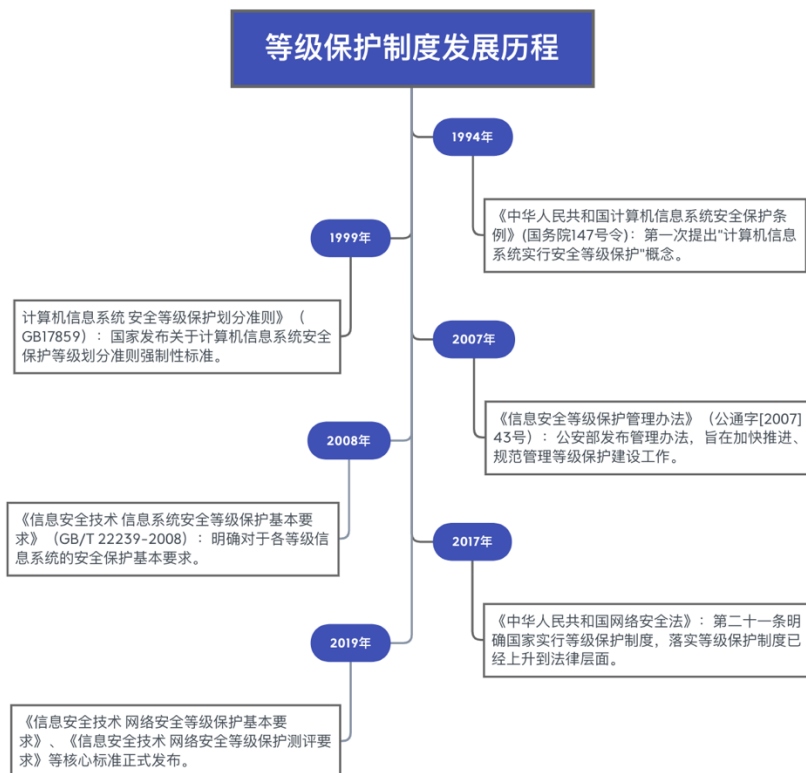 等级保护制度发展历程
1994年
《中华人民共和国计算机信息系统安全保护条
例》(国务院147号令)：第一次提出"计算机信息
系统实行安全等级保护"概念。
1999年
计算机信息系统 安全等级保护划分准则》（
GB17859）：国家发布关于计算机信息系统安全
保护等级划分准则强制性标准。
2007年
《信息安全等级保护管理办法》（公通字[2007]
43号）：公安部发布管理办法，旨在加快推进、
规范管理等级保护建设工作。
2008年
《信息安全技术 信息系统安全等级保护基本要
求》（GB/T 22239-2008）：明确对于各等级信
息系统的安全保护基本要求。
2017年
《中华人民共和国网络安全法》：第二十一条明
确国家实行等级保护制度，落实等级保护制度已
经上升到法律层面。
2019年
《信息安全技术 网络安全等级保护基本要
求》、《信息安全技术 网络安全等级保护测评要
求》等核心标准正式发布。